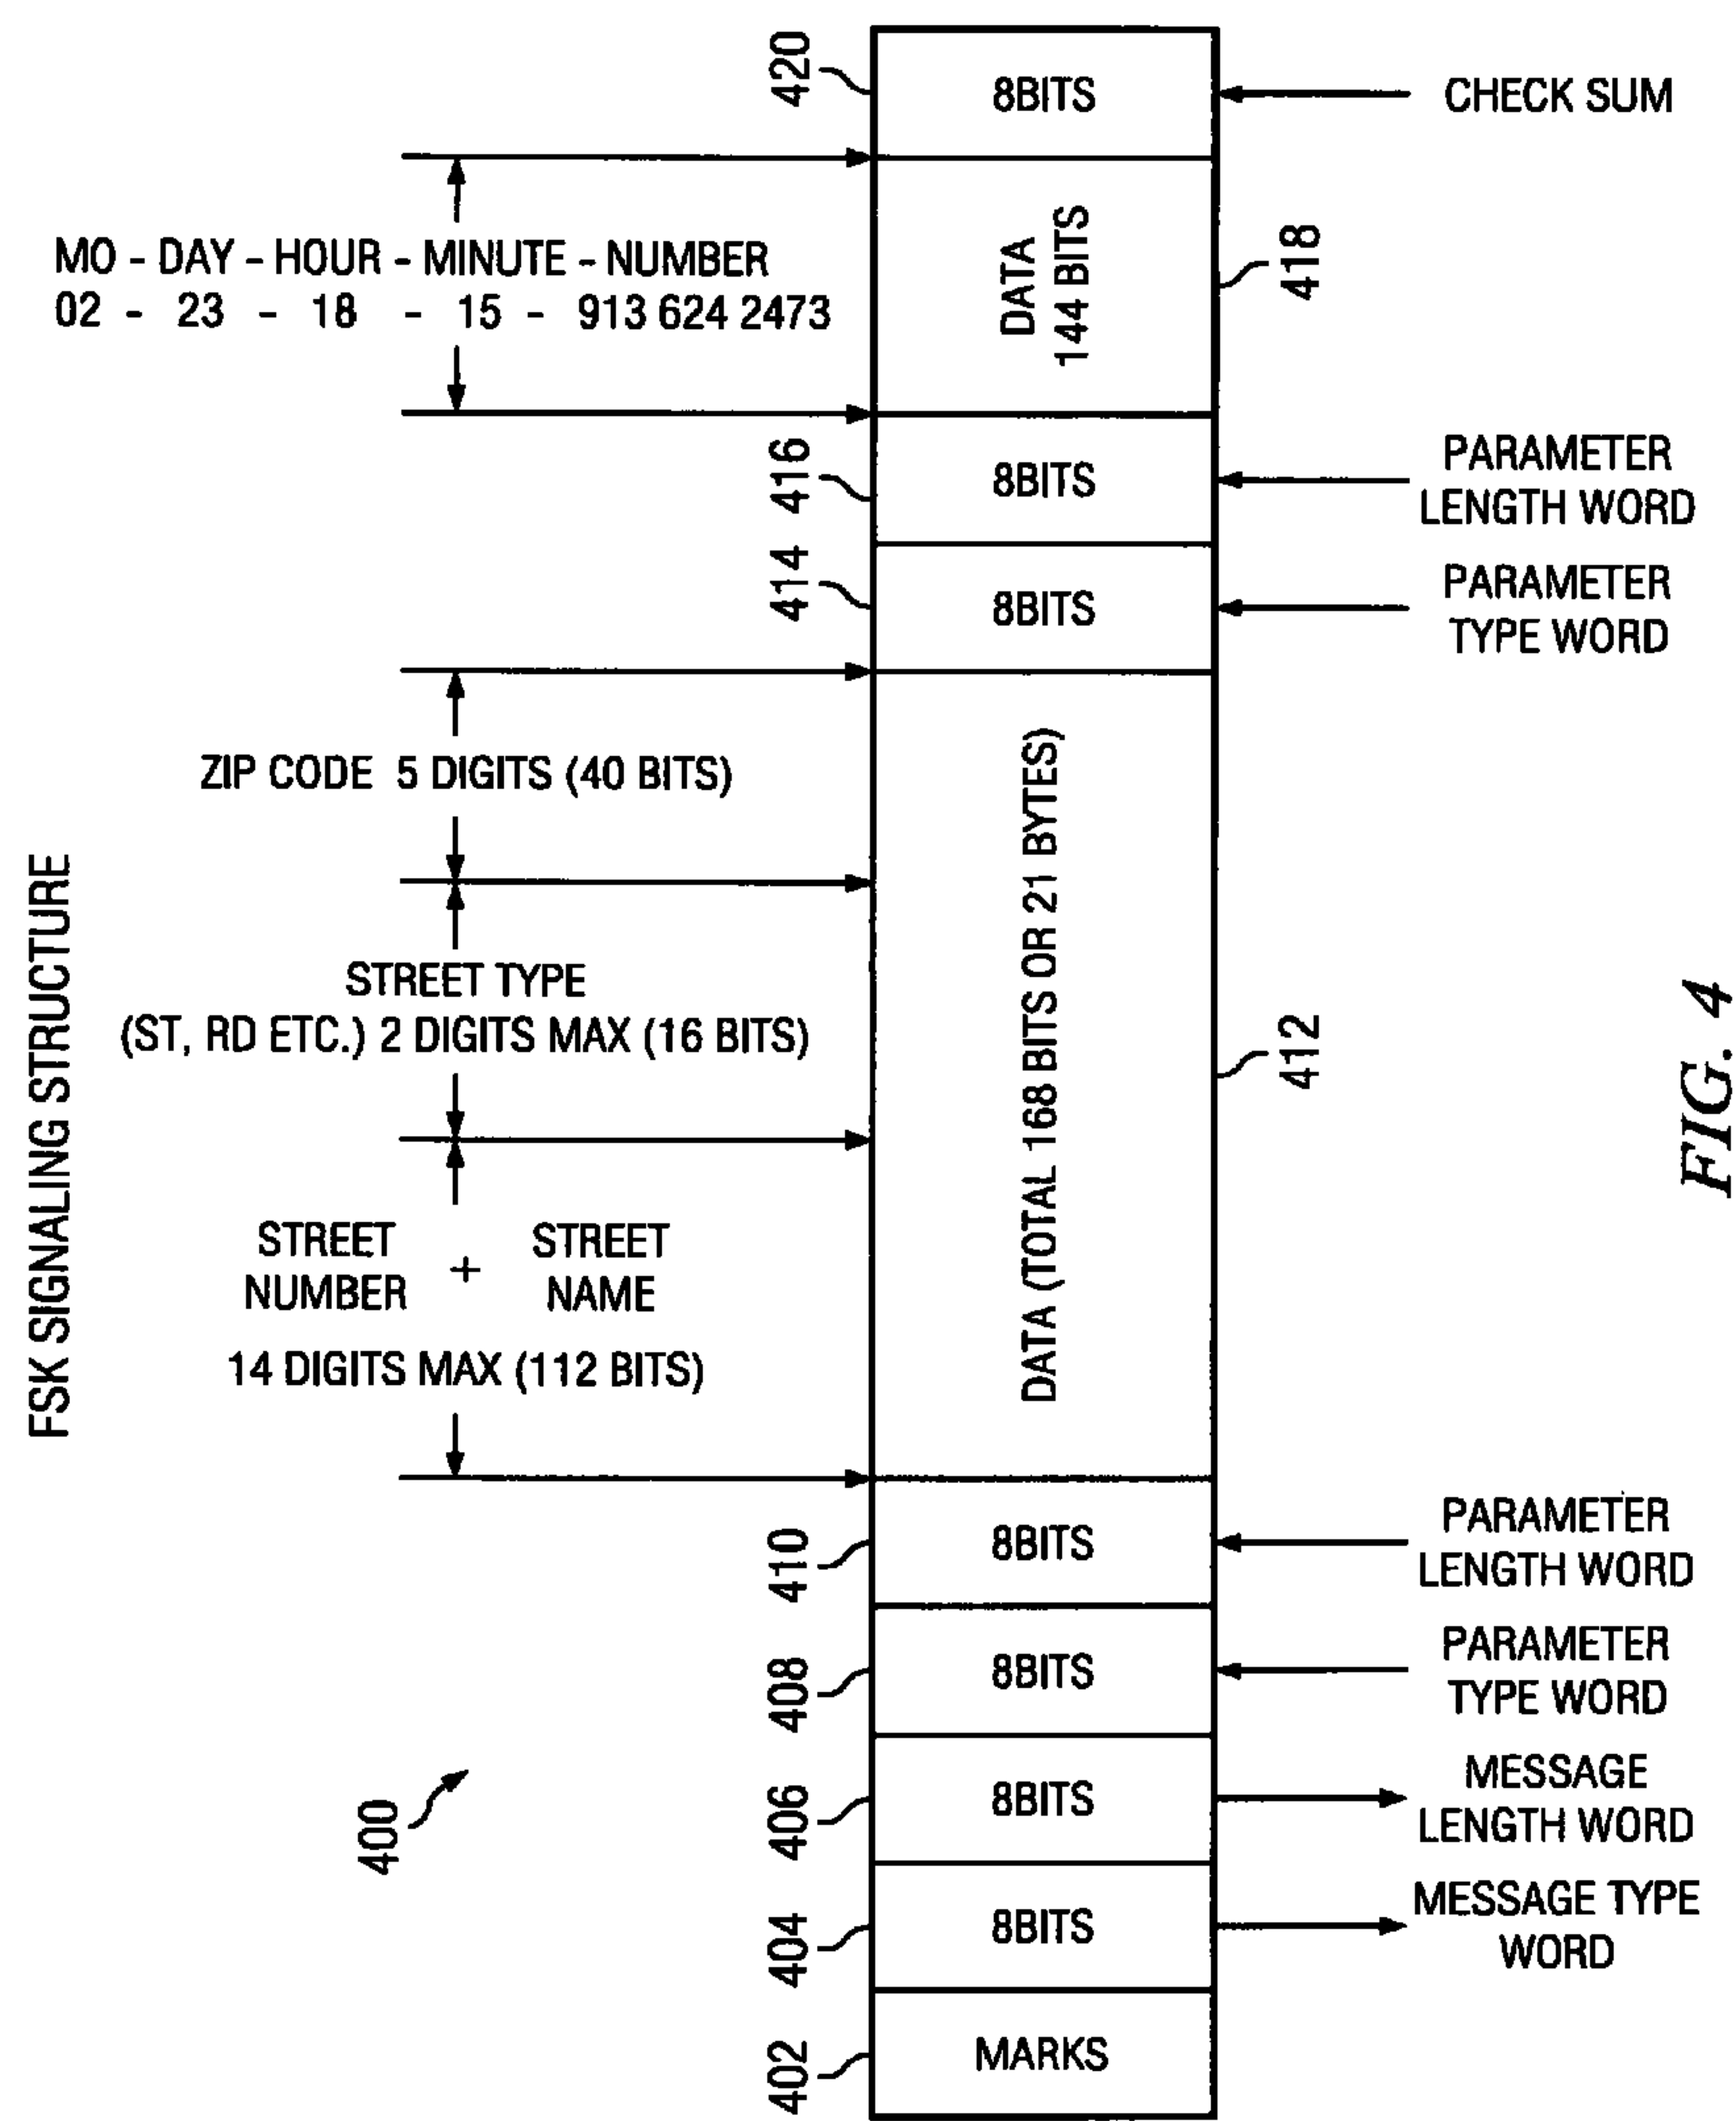 FSK SIGNALING STRUCTURE
400
MO - DAY - HOUR - MINUTE - NUMBER
02 - 23 - 18 - 15 - 913 624 2473
420
8BITS
CHECK SUM
DATA
144 BITS
418
416
8BITS
PARAMETER
LENGTH WORD
414
8BITS
PARAMETER
TYPE WORD
ZIP CODE 5 DIGITS (40 BITS)
STREET TYPE
(ST, RD ETC.) 2 DIGITS MAX (16 BITS)
STREET
NUMBER
+
STREET
NAME
14 DIGITS MAX (112 BITS)
DATA (TOTAL 168 BITS OR 21 BYTES)
412
410
8BITS
PARAMETER
LENGTH WORD
408
8BITS
PARAMETER
TYPE WORD
406
8BITS
MESSAGE
LENGTH WORD
404
8BITS
MESSAGE TYPE
WORD
402
MARKS
FIG. 4